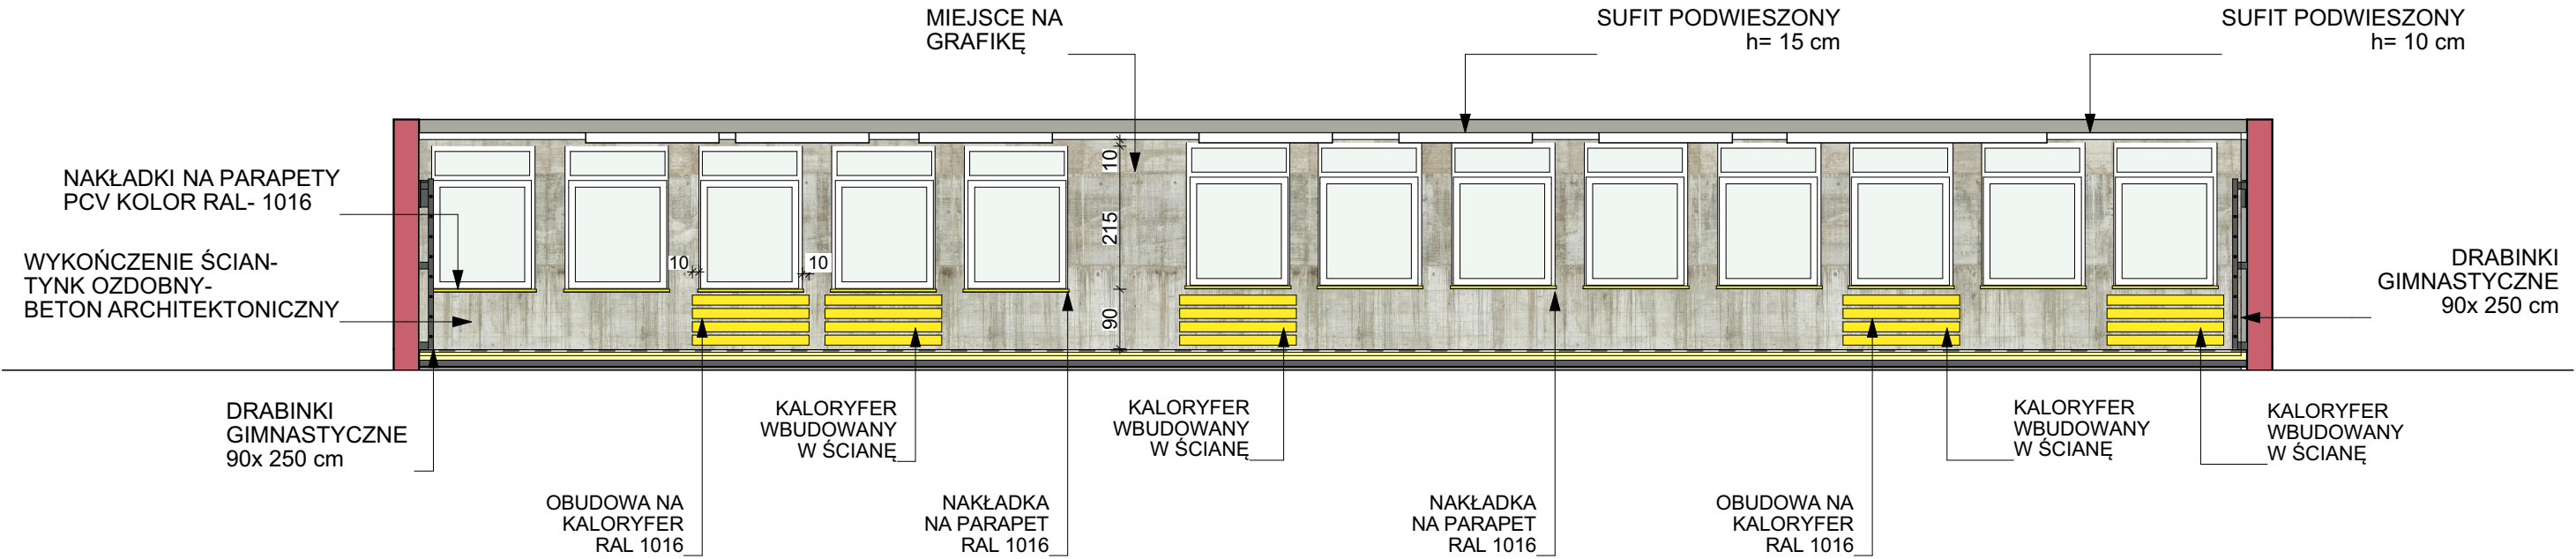 MIEJSCE NA
GRAFIKĘ
SUFIT PODWIESZONY
h= 15 cm
SUFIT PODWIESZONY
h= 10 cm
NAKŁADKI NA PARAPETY
PCV KOLOR RAL- 1016
WYKOŃCZENIE ŚCIAN-
TYNK OZDOBNY-
BETON ARCHITEKTONICZNY
10
10
10
215
90
DRABINKI
GIMNASTYCZNE
90x 250 cm
DRABINKI
GIMNASTYCZNE
90x 250 cm
KALORYFER
WBUDOWANY
W ŚCIANĘ
KALORYFER
WBUDOWANY
W ŚCIANĘ
KALORYFER
WBUDOWANY
W ŚCIANĘ
KALORYFER
WBUDOWANY
W ŚCIANĘ
OBUDOWA NA
KALORYFER
RAL 1016
NAKŁADKA
NA PARAPET
RAL 1016
NAKŁADKA
NA PARAPET
RAL 1016
OBUDOWA NA
KALORYFER
RAL 1016